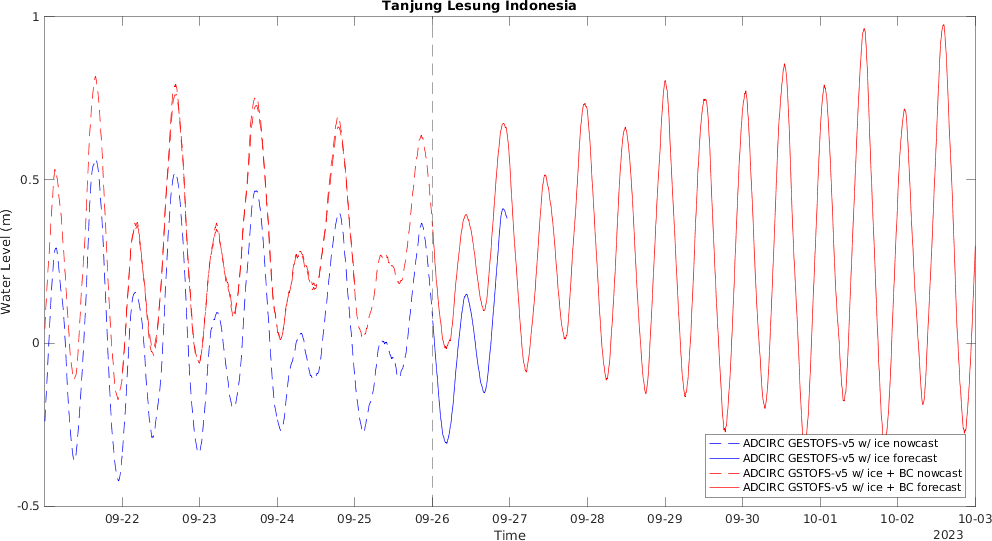 Tanjung Lesung Indonesia
Water Level (m)
1
0.5
0
-0.5
09-22 09-23 09-24 09-25 09-26 09-27 09-28 09-29 09-30 10-01 10-02 10-03
Time
2023
ADCIRC GESTOFS-v5 w/ ice nowcast
ADCIRC GESTOFS-v5 w/ ice forecast
ADCIRC GSTOFS-v5 w/ ice + BC nowcast
ADCIRC GSTOFS-v5 w/ ice + BC forecast